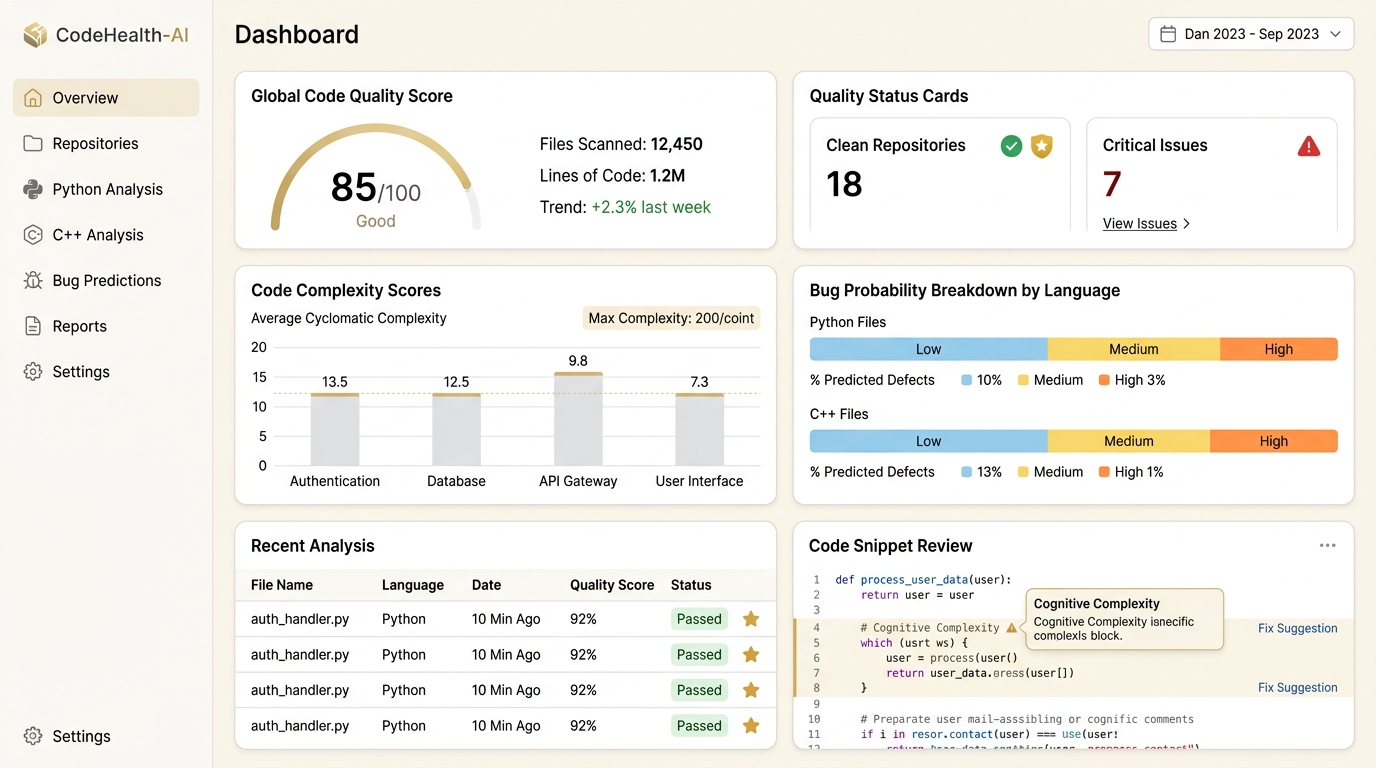 CodeHealth-AI
Overview
Repositories
Python Analysis
C++ Analysis
Bug Predictions
Reports
Settings
Settings
Dashboard
Dan 2023 - Sep 2023
Global Code Quality Score
85/100
Good
Files Scanned: 12,450
Lines of Code: 1.2M
Trend: +2.3% last week
Quality Status Cards
Clean Repositories
18
Critical Issues
7
View Issues
Code Complexity Scores
Average Cyclomatic Complexity
Max Complexity: 200/coint
20
15
10
5
0
13.5
12.5
9.8
7.3
Authentication
Database
API Gateway
User Interface
Bug Probability Breakdown by Language
Python Files
Low Medium High
% Predicted Defects 10% Medium High 3%
C++ Files
Low Medium High
% Predicted Defects 13% Medium High 1%
Recent Analysis
File Name Language Date Quality Score Status
auth_handler.py Python 10 Min Ago 92% Passed
auth_handler.py Python 10 Min Ago 92% Passed
auth_handler.py Python 10 Min Ago 92% Passed
auth_handler.py Python 10 Min Ago 92% Passed
Code Snippet Review
1 def process_user_data(user):
2 return user = user
3
4 # Cognitive Complexity
5 which (usrt ws) {
6 user = process(user()
7 return user_data.øress(user[])
8 }
9
10 # Preparate user mail-asssibling or cognific comments
11 if i in resor.contact(user) === use(user!
12 return
Cognitive Complexity
Cognitive Complexity isnecific
comolexls block.
Fix Suggestion
Fix Suggestion